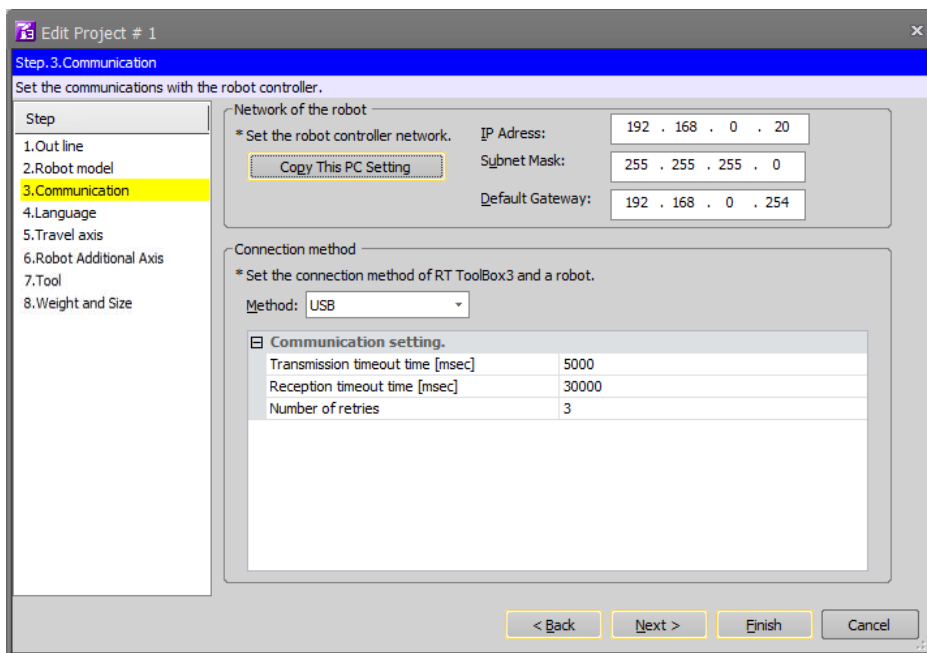 Edit Project # 1
Step.3.Communication
Set the communications with the robot controller.
Step
1.Out line
2.Robot model
3.Communication
4.Language
5.Travel axis
6.Robot Additional Axis
7.Tool
8.Weight and Size
Network of the robot
* Set the robot controller network.
Copy This PC Setting
IP Adress: 192 . 168 . 0 . 20
Subnet Mask: 255 . 255 . 255 . 0
Default Gateway: 192 . 168 . 0 . 254
Connection method
* Set the connection method of RT ToolBox3 and a robot.
Method: USB
Communication setting.
Transmission timeout time [msec] 5000
Reception timeout time [msec] 30000
Number of retries 3
< Back Next > Finish Cancel